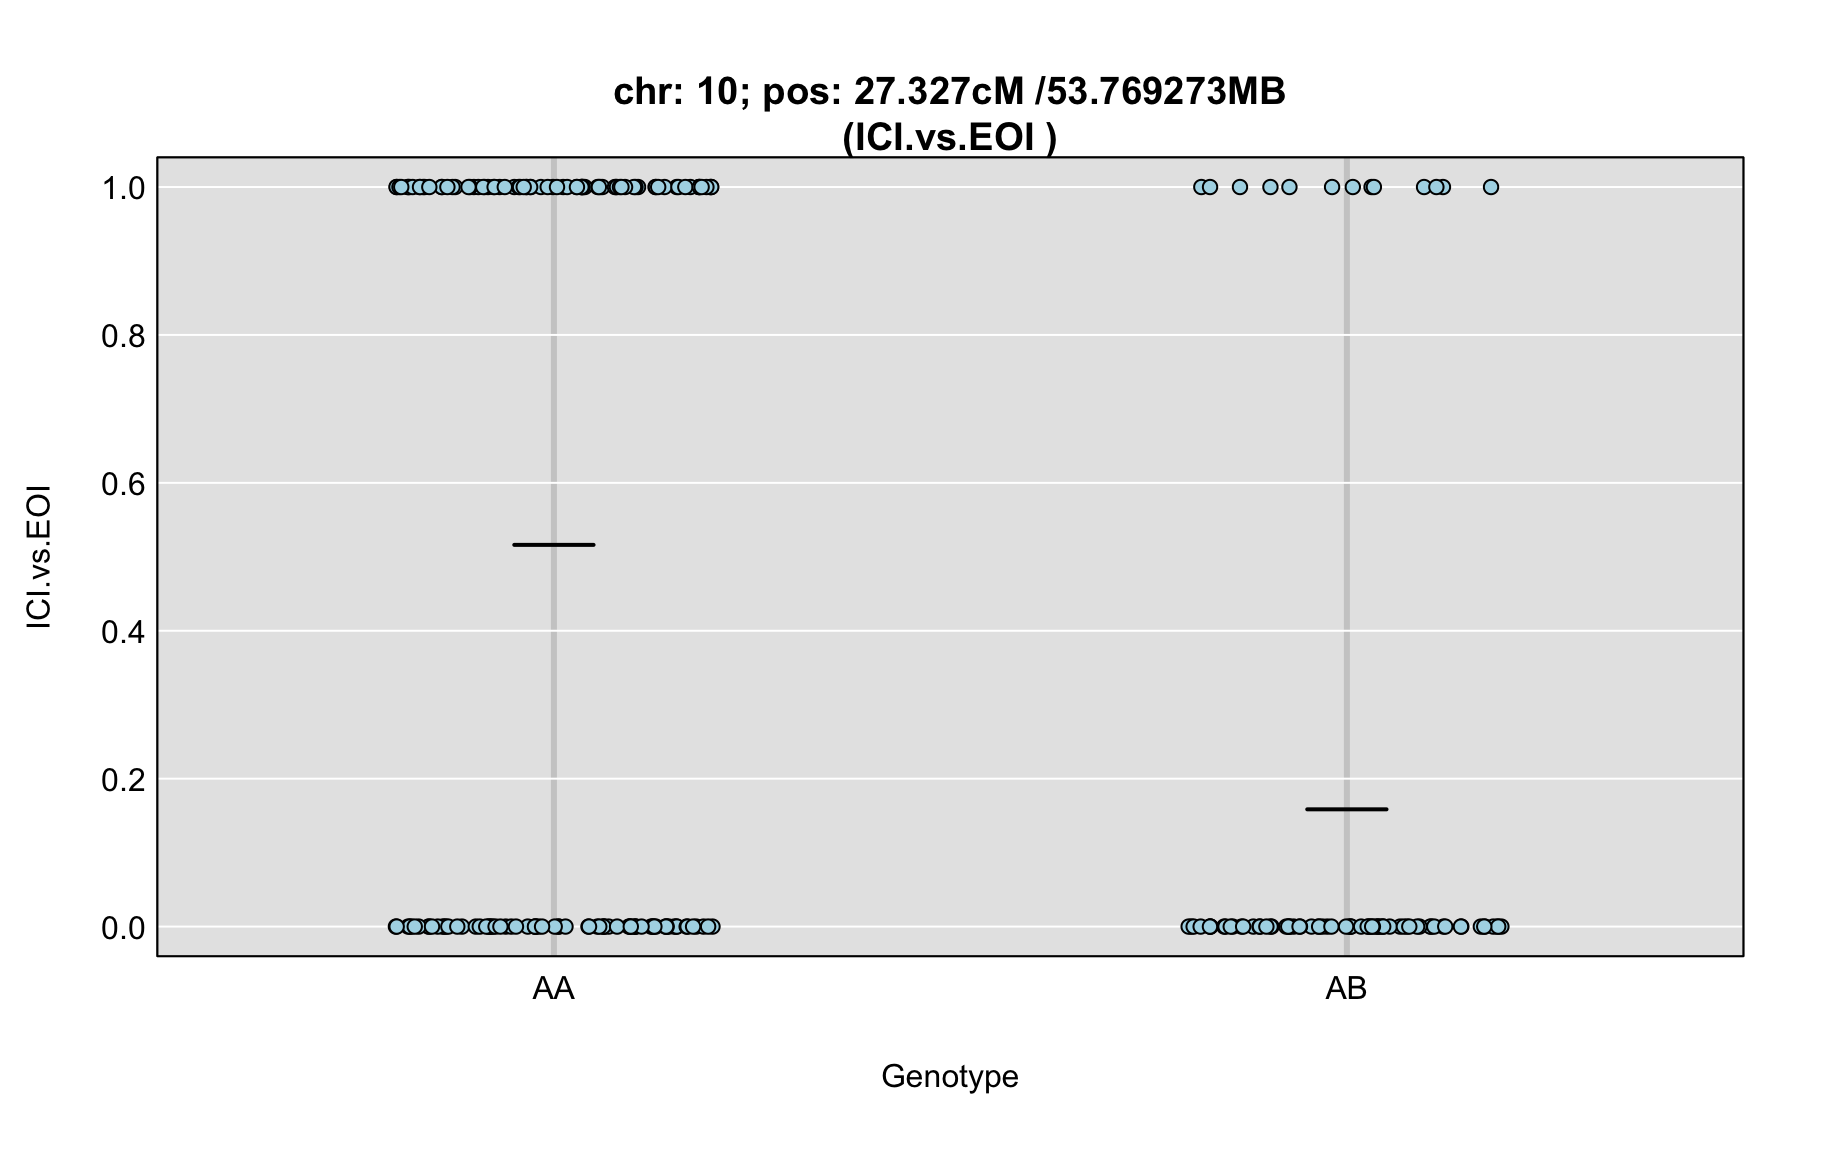 chr: 10; pos: 27.327cM /53.769273MB
(ICI.vs.EOI )
ICI.vs.EOI
1.0
0.8
0.6
0.4
0.2
0.0
AA
AB
Genotype